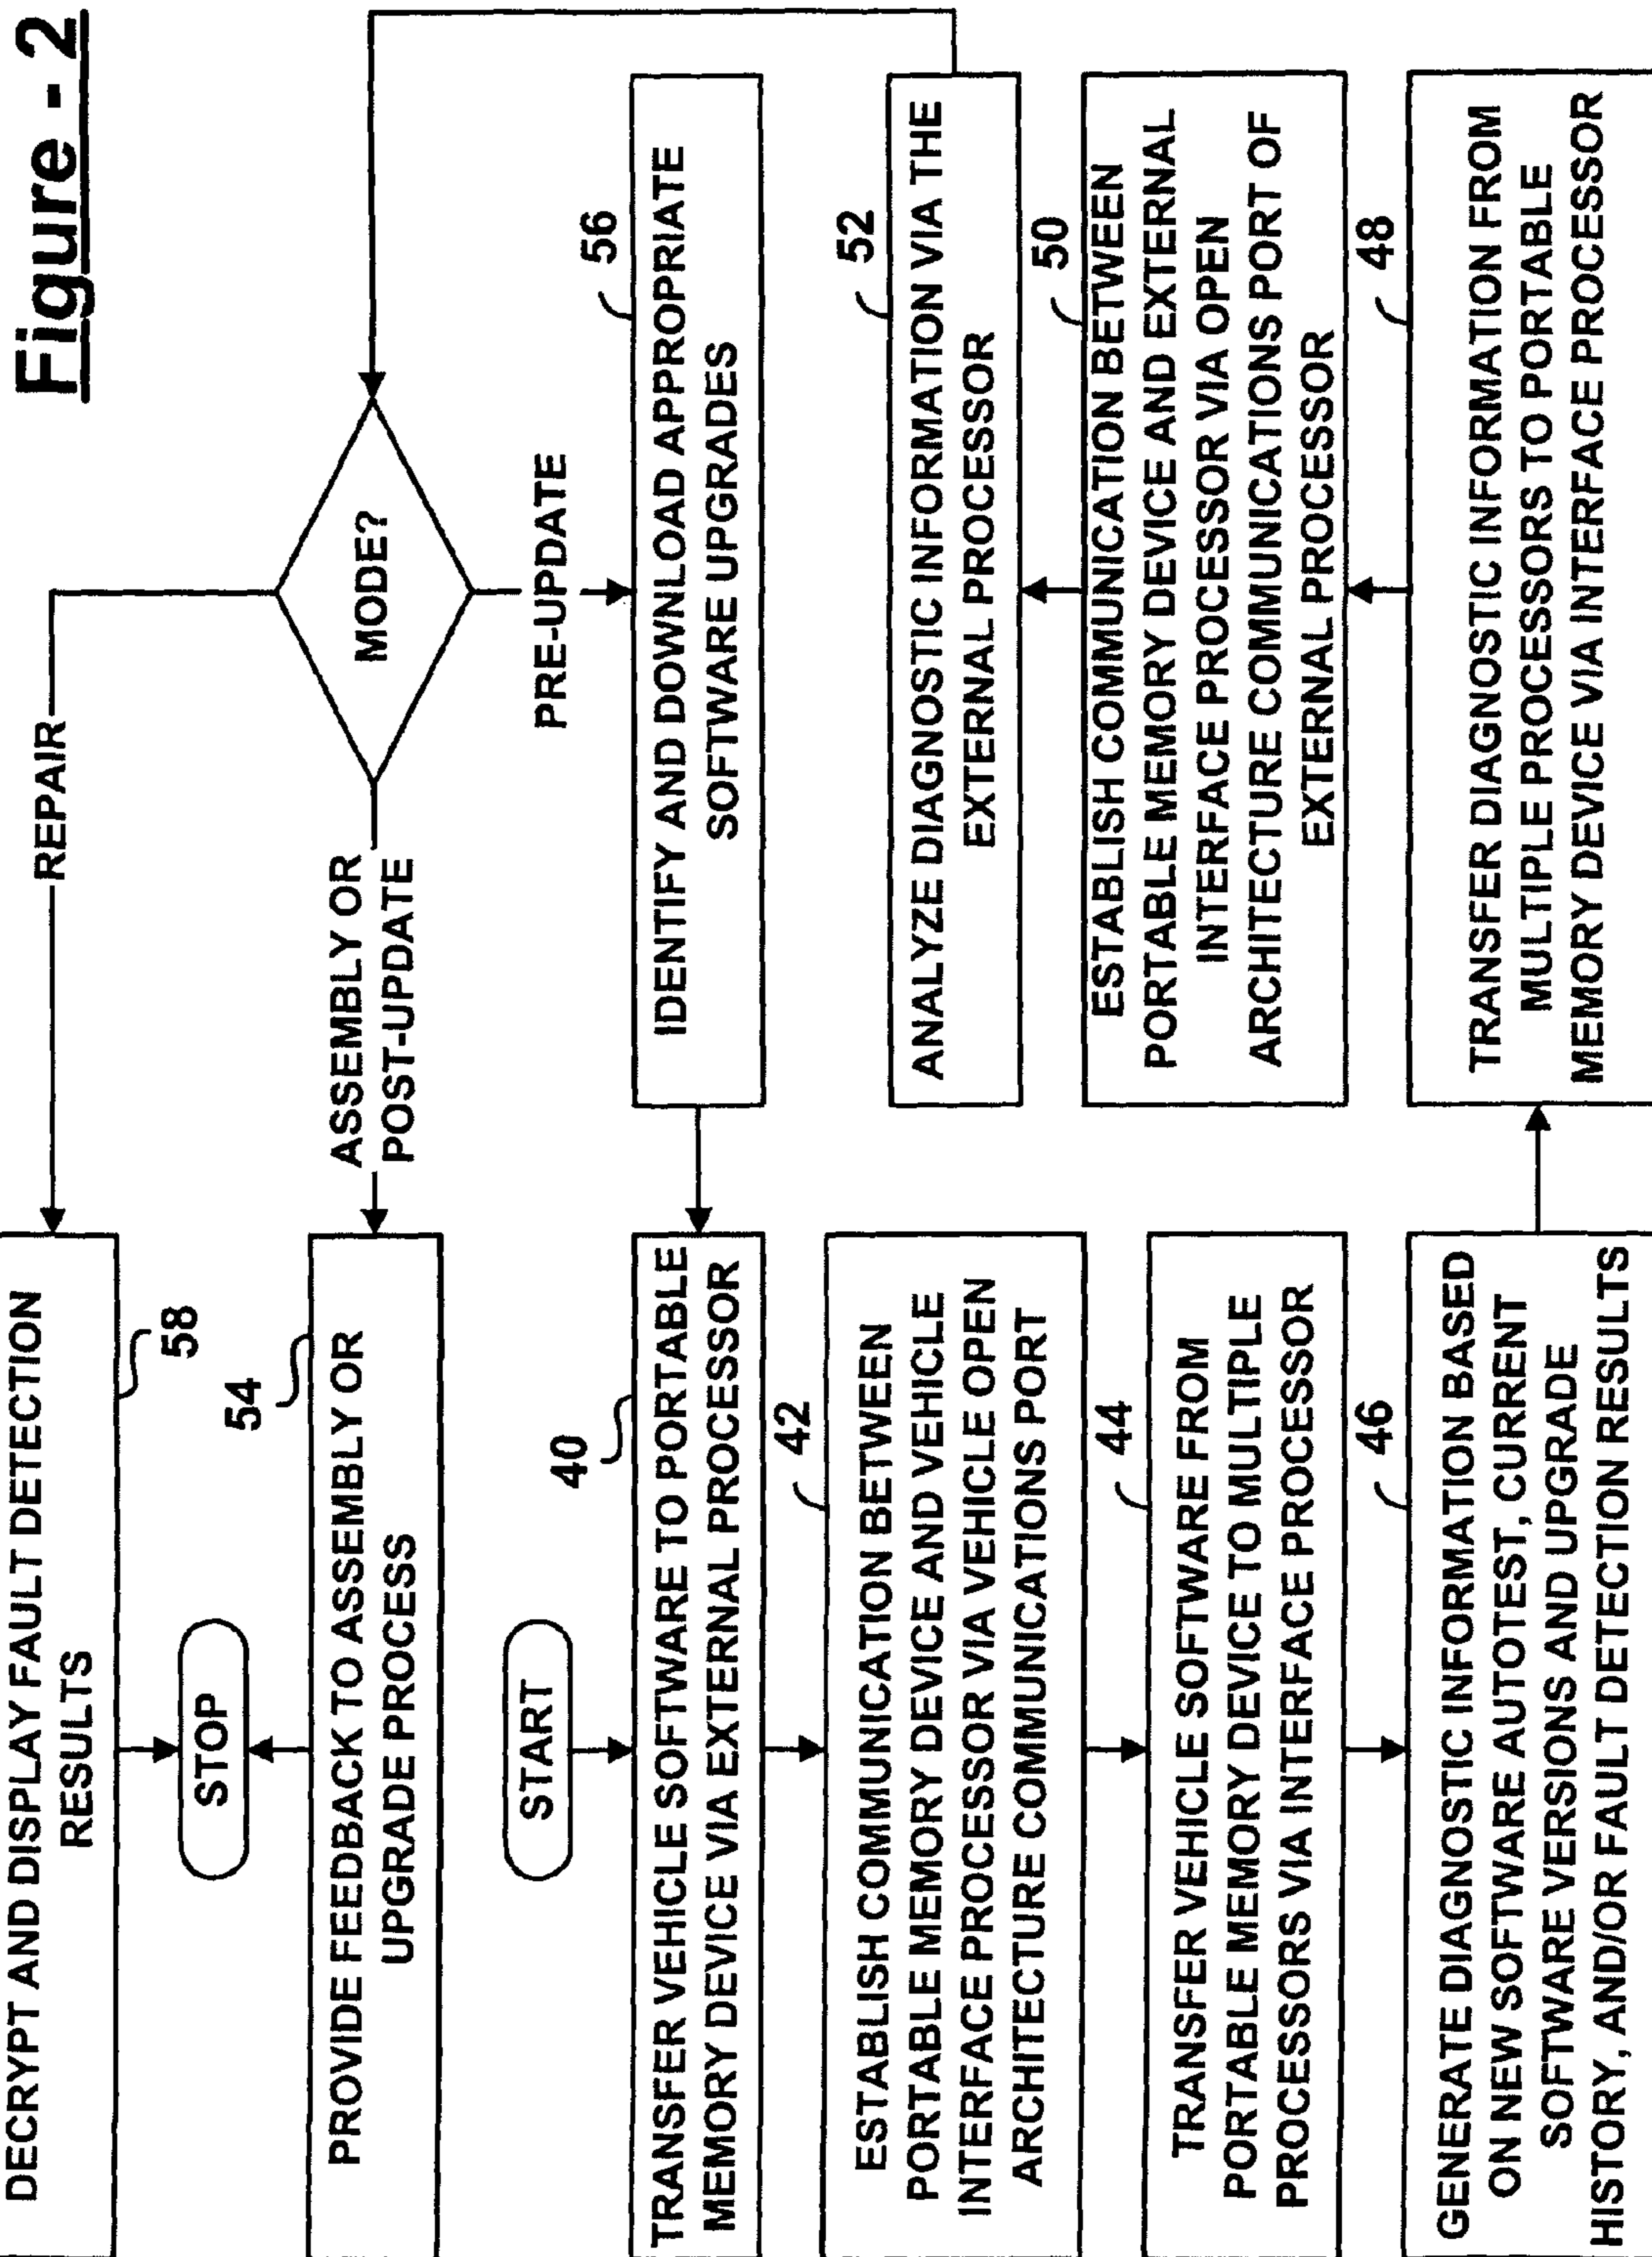 Figure - 2
DECRYPT AND DISPLAY FAULT DETECTION
RESULTS
58
REPAIR
STOP
54
PROVIDE FEEDBACK TO ASSEMBLY OR
UPGRADE PROCESS
ASSEMBLY OR
POST-UPDATE
MODE?
PRE-UPDATE
START
40
TRANSFER VEHICLE SOFTWARE TO PORTABLE
MEMORY DEVICE VIA EXTERNAL PROCESSOR
56
IDENTIFY AND DOWNLOAD APPROPRIATE
SOFTWARE UPGRADES
42
ESTABLISH COMMUNICATION BETWEEN
PORTABLE MEMORY DEVICE AND VEHICLE
INTERFACE PROCESSOR VIA VEHICLE OPEN
ARCHITECTURE COMMUNICATIONS PORT
52
ANALYZE DIAGNOSTIC INFORMATION VIA THE
EXTERNAL PROCESSOR
44
TRANSFER VEHICLE SOFTWARE FROM
PORTABLE MEMORY DEVICE TO MULTIPLE
PROCESSORS VIA INTERFACE PROCESSOR
50
ESTABLISH COMMUNICATION BETWEEN
PORTABLE MEMORY DEVICE AND EXTERNAL
INTERFACE PROCESSOR VIA OPEN
ARCHITECTURE COMMUNICATIONS PORT OF
EXTERNAL PROCESSOR
46
GENERATE DIAGNOSTIC INFORMATION BASED
ON NEW SOFTWARE AUTOTEST, CURRENT
SOFTWARE VERSIONS AND UPGRADE
HISTORY, AND/OR FAULT DETECTION RESULTS
48
TRANSFER DIAGNOSTIC INFORMATION FROM
MULTIPLE PROCESSORS TO PORTABLE
MEMORY DEVICE VIA INTERFACE PROCESSOR